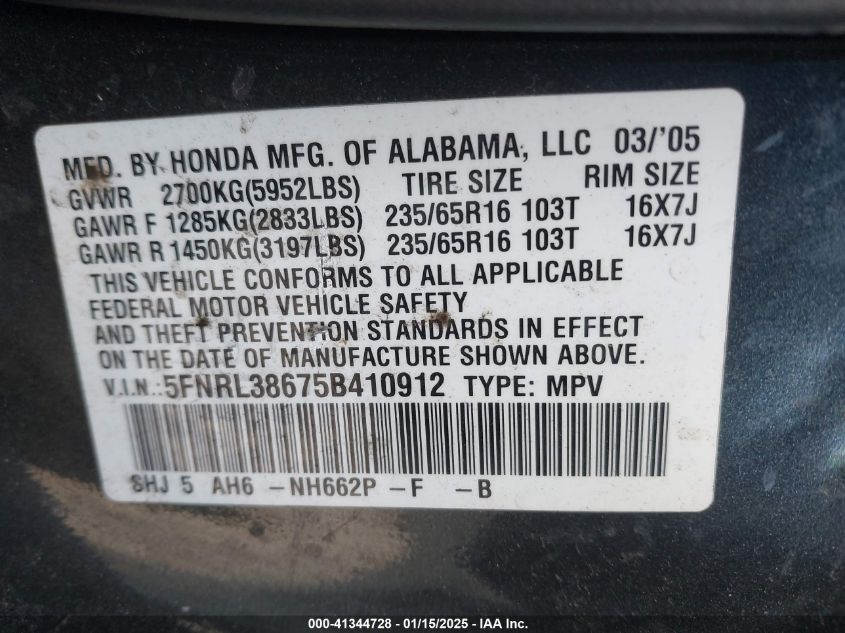 MFD. BY HONDA MFG. OF ALABAMA, LLC 03/'05
GVWR 2700KG(5952LBS) TIRE SIZE RIM SIZE
GAWR F 1285KG(2833LBS) 235/65R16 103T 16X7J
GAWR R 1450KG(3197LBS) 235/65R16 103T 16X7J
THIS VEHICLE CONFORMS TO ALL APPLICABLE
FEDERAL MOTOR VEHICLE SAFETY
AND THEFT PREVENTION STANDARDS IN EFFECT
ON THE DATE OF MANUFACTURE SHOWN ABOVE.
V.I.N.:5FNRL38675B410912 TYPE: MPV
SHJ 5 AH6 -NH662P -F -B
000-41344728 - 01/15/2025 - IAA Inc.